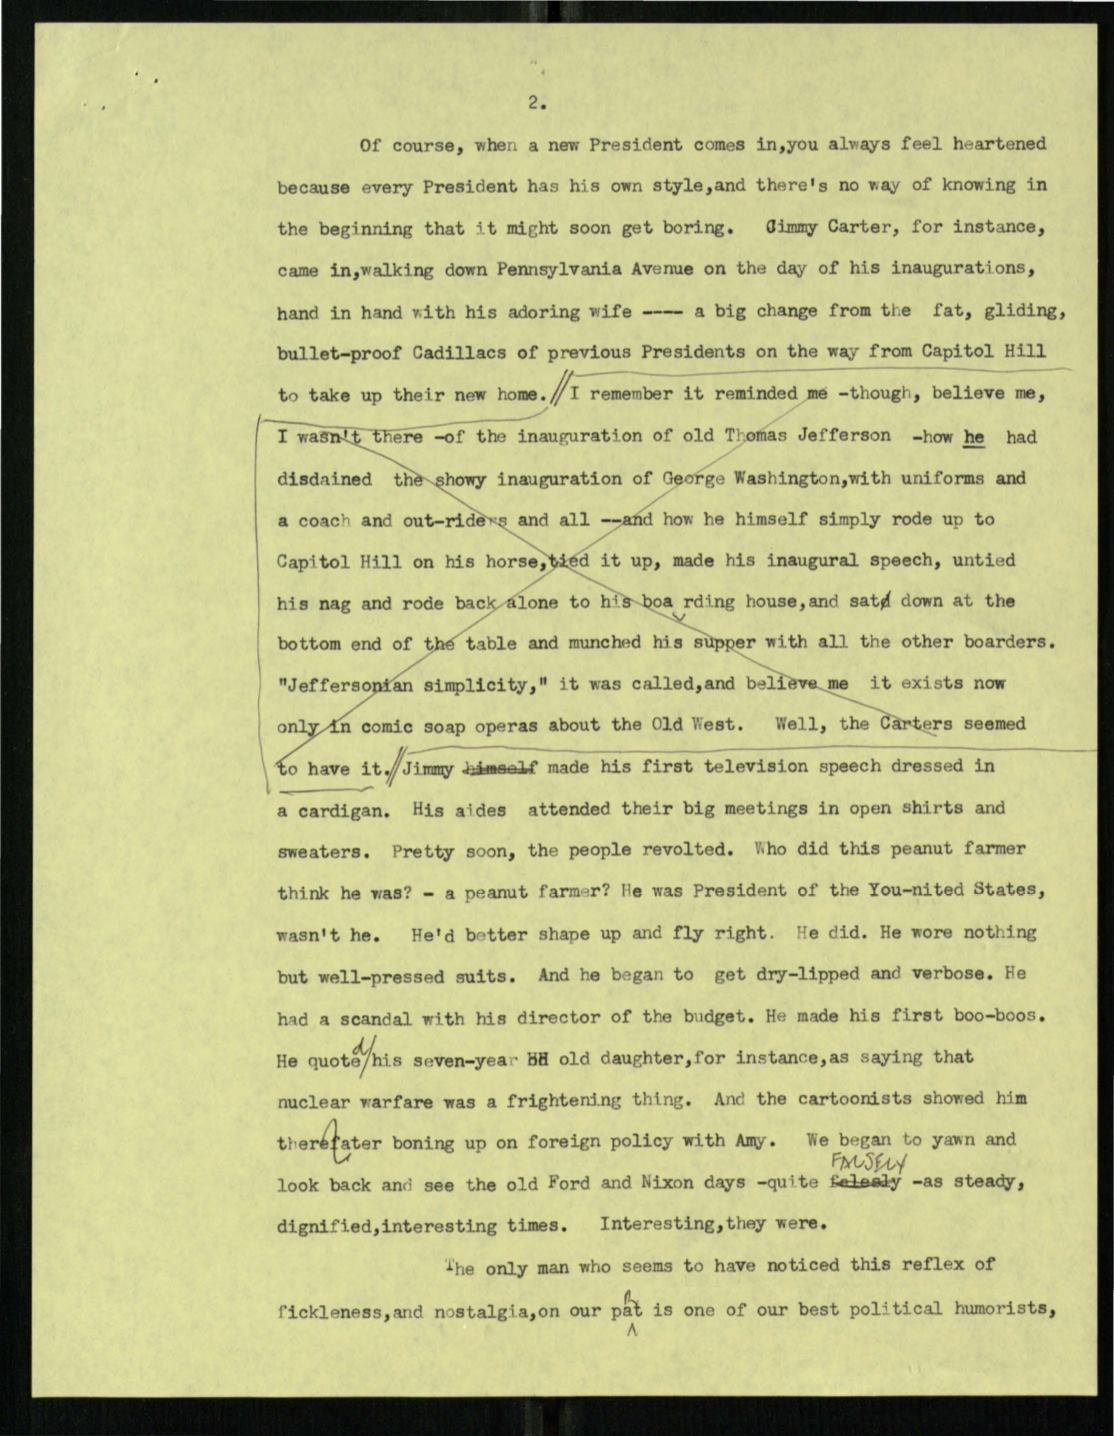 2.
Of course, when a new President comes in,you always feel heartened
because every President has his own style,and there's no way of knowing in
the beginning that it might soon get boring. Jimmy Carter, for instance,
came in,walking down Pennsylvania Avenue on the day of his inaugurations,
hand in hand with his adoring wife ---- a big change from the fat, gliding,
bullet-proof Cadillacs of previous Presidents on the way from Capitol Hill
to take up their new home.//I remember it reminded me -though, believe me,
I wasn't there -of the inauguration of old Thomas Jefferson -how he had
disdained the showy inauguration of George Washington,with uniforms and
a coach and out-riders and all --and how he himself simply rode up to
Capitol Hill on his horse,tied it up, made his inaugural speech, untied
his nag and rode back alone to his boa rding house,and sat down at the
bottom end of the table and munched his supper with all the other boarders.
"Jeffersonian simplicity," it was called,and believe me it exists now
only in comic soap operas about the Old West. Well, the Carters seemed
to have it.//Jimmy himself made his first television speech dressed in
a cardigan. His aides attended their big meetings in open shirts and
sweaters. Pretty soon, the people revolted. Who did this peanut farmer
think he was? - a peanut farmer? He was President of the You-nited States,
wasn't he. He'd better shape up and fly right. He did. He wore nothing
but well-pressed suits. And he began to get dry-lipped and verbose. He
had a scandal with his director of the budget. He made his first boo-boos.
He quoted/his seven-year old daughter,for instance,as saying that
nuclear warfare was a frightening thing. And the cartoonists showed him
therefater boning up on foreign policy with Amy. We began to yawn and
FALSELY
look back and see the old Ford and Nixon days -quite felesly -as steady,
dignified,interesting times. Interesting,they were.
The only man who seems to have noticed this reflex of
fickleness,and nostalgia,on our part is one of our best political humorists,